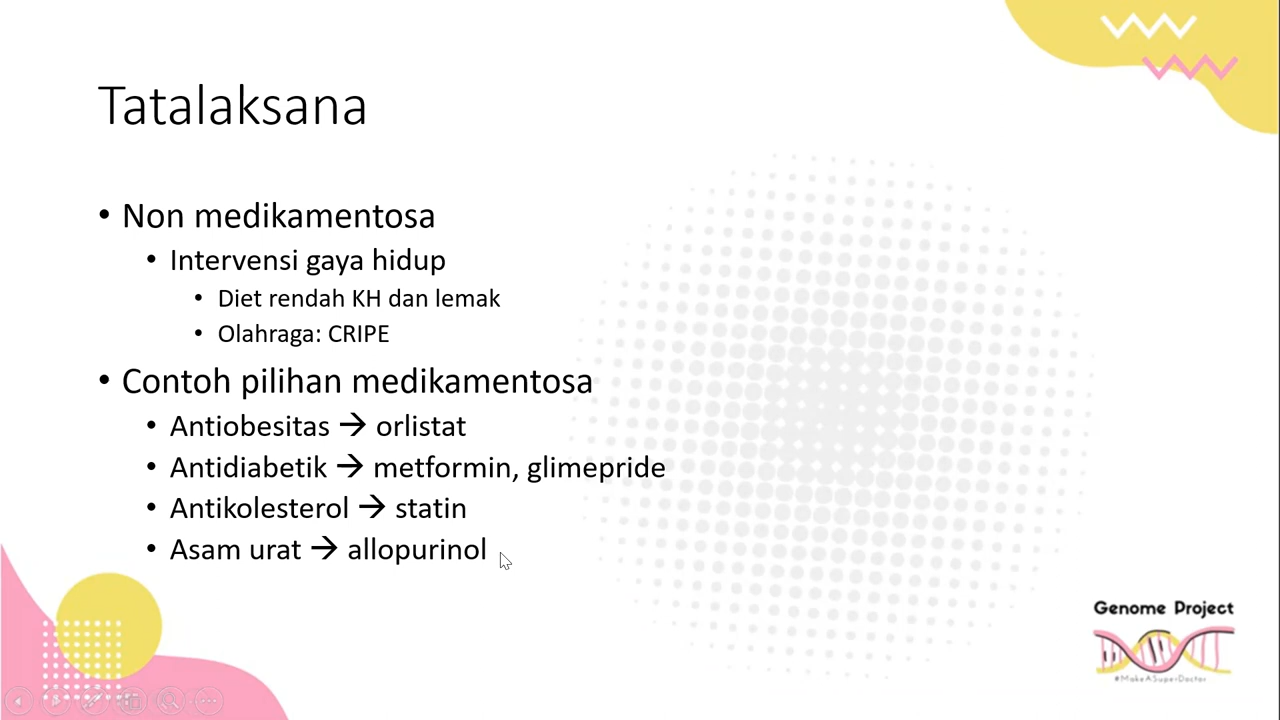 Tatalaksana
• Non medikamentosa
• Intervensi gaya hidup
• Diet rendah KH dan lemak
• Olahraga: CRIPE
• Contoh pilihan medikamentosa
• Antiobesitas → orlistat
• Antidiabetik → metformin, glimepride
• Antikolesterol → statin
• Asam urat → allopurinol
Genome Project
#MakeASuperDoctor